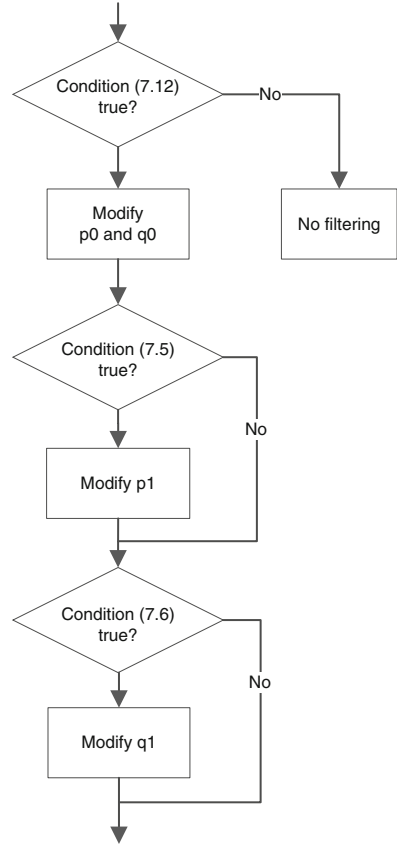 Condition (7.12)
true?
No
Modify
p0 and q0
No filtering
Condition (7.5)
true?
No
Modify p1
Condition (7.6)
true?
No
Modify q1